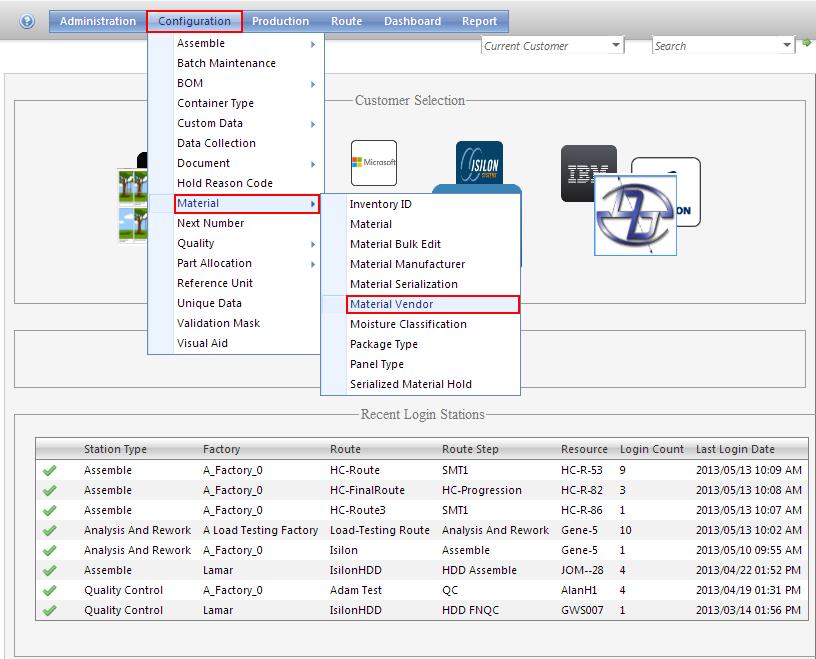 Administration Configuration Production Route Dashboard Report
Current Customer Search
Assemble
Batch Maintenance
BOM
Container Type
Custom Data
Data Collection
Document
Hold Reason Code
Material
Next Number
Quality
Part Allocation
Reference Unit
Unique Data
Validation Mask
Visual Aid
Customer Selection
Microsoft
ISILON
SYSTEMS
IBM
ON
Inventory ID
Material
Material Bulk Edit
Material Manufacturer
Material Serialization
Material Vendor
Moisture Classification
Package Type
Panel Type
Serialized Material Hold
Recent Login Stations
Station Type Factory Route Route Step Resource Login Count Last Login Date
Assemble A_Factory_0 HC-Route SMT1 HC-R-53 9 2013/05/13 10:09 AM
Assemble A_Factory_0 HC-FinalRoute HC-Progression HC-R-82 3 2013/05/13 10:08 AM
Assemble A_Factory_0 HC-Route3 SMT1 HC-R-86 1 2013/05/13 10:07 AM
Analysis And Rework A Load Testing Factory Load-Testing Route Analysis And Rework Gene-5 10 2013/05/13 10:02 AM
Analysis And Rework A_Factory_0 Isilon Assemble Gene-5 1 2013/05/10 09:55 AM
Assemble Lamar IsilonHDD HDD Assemble JOM--28 4 2013/04/22 01:52 PM
Quality Control A_Factory_0 Adam Test QC AlanH1 4 2013/04/19 01:31 PM
Quality Control Lamar IsilonHDD HDD FNQC GWS007 1 2013/03/14 01:56 PM